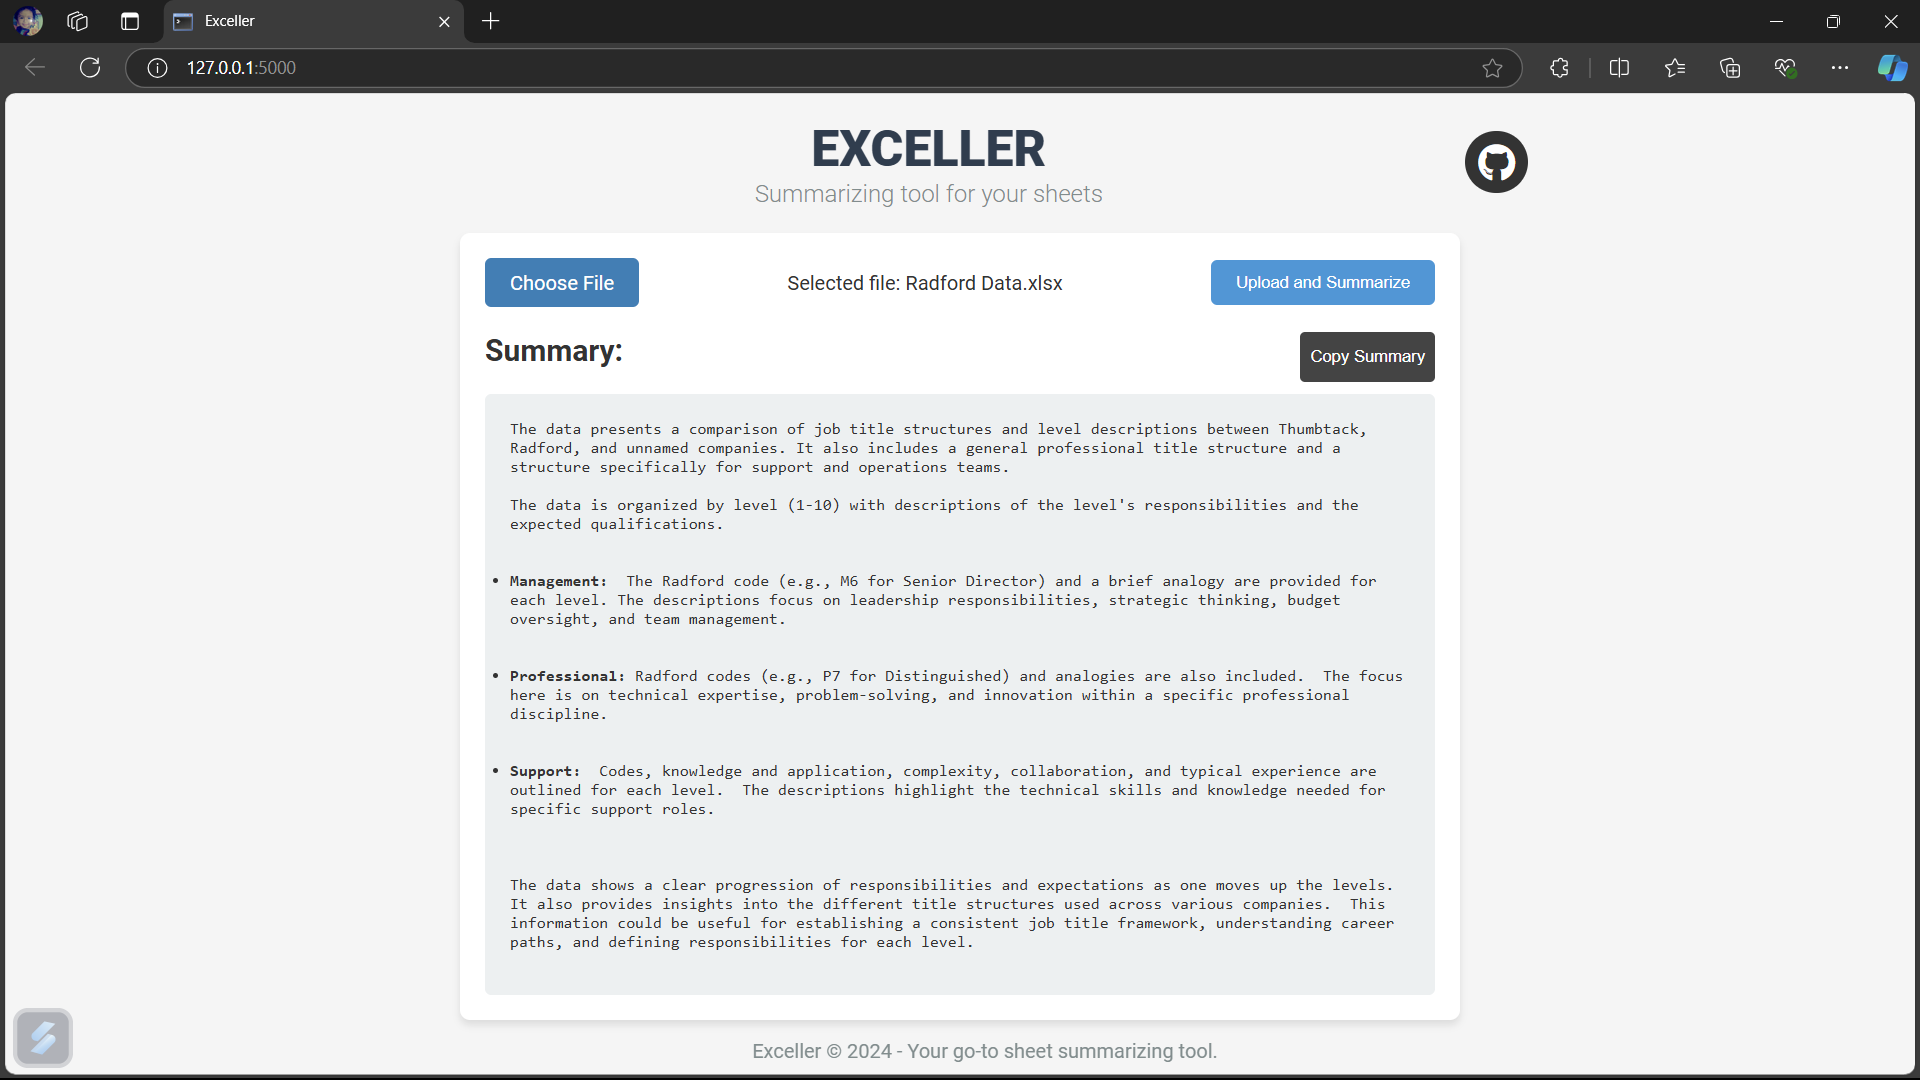 Exceller
127.0.0.1:5000
EXCELLER
Summarizing tool for your sheets
Choose File
Selected file: Radford Data.xlsx
Upload and Summarize
Summary:
Copy Summary
The data presents a comparison of job title structures and level descriptions between Thumbtack,
Radford, and unnamed companies. It also includes a general professional title structure and a
structure specifically for support and operations teams.
The data is organized by level (1-10) with descriptions of the level's responsibilities and the
expected qualifications.
• Management:  The Radford code (e.g., M6 for Senior Director) and a brief analogy are provided for
each level. The descriptions focus on leadership responsibilities, strategic thinking, budget
oversight, and team management.
• Professional: Radford codes (e.g., P7 for Distinguished) and analogies are also included.  The focus
here is on technical expertise, problem-solving, and innovation within a specific professional
discipline.
• Support:  Codes, knowledge and application, complexity, collaboration, and typical experience are
outlined for each level.  The descriptions highlight the technical skills and knowledge needed for
specific support roles.
The data shows a clear progression of responsibilities and expectations as one moves up the levels.
It also provides insights into the different title structures used across various companies.  This
information could be useful for establishing a consistent job title framework, understanding career
paths, and defining responsibilities for each level.
Exceller © 2024 - Your go-to sheet summarizing tool.